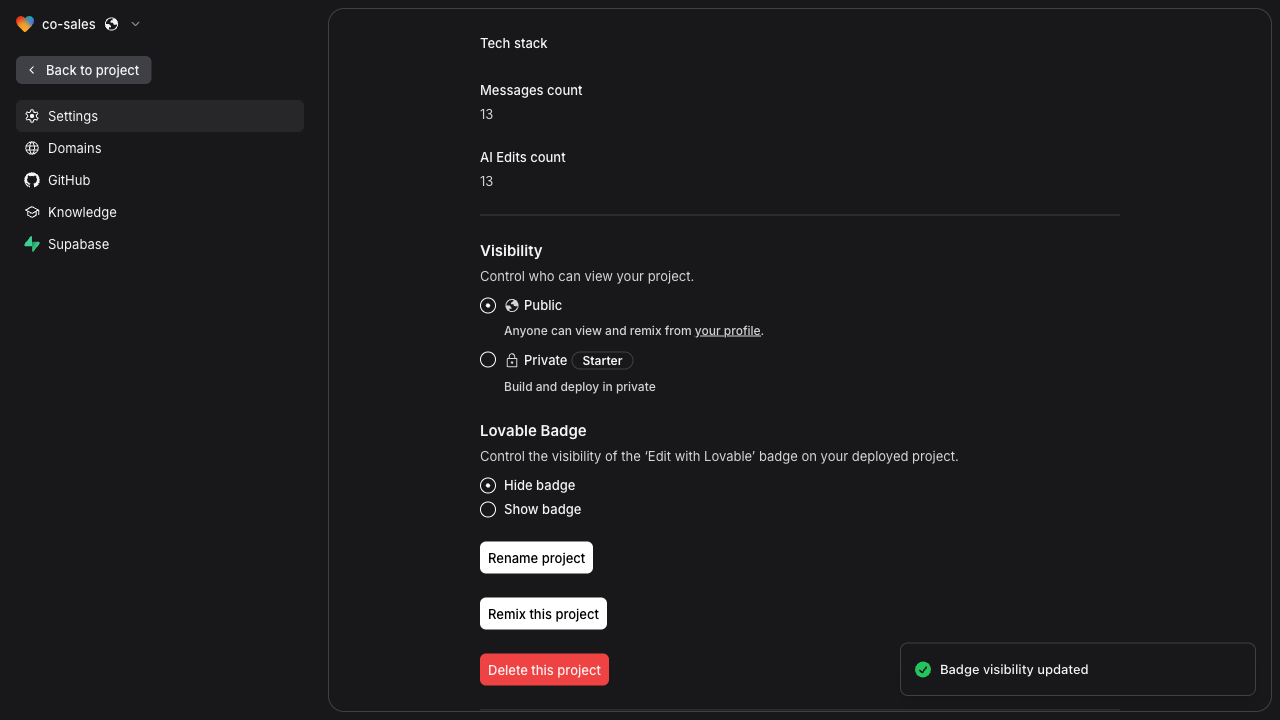 co-sales
Back to project
Settings
Domains
GitHub
Knowledge
Supabase
Tech stack
Messages count
13
AI Edits count
13
Visibility
Control who can view your project.
Public
Anyone can view and remix from your profile.
Private Starter
Build and deploy in private
Lovable Badge
Control the visibility of the ‘Edit with Lovable’ badge on your deployed project.
Hide badge
Show badge
Rename project
Remix this project
Delete this project
Badge visibility updated